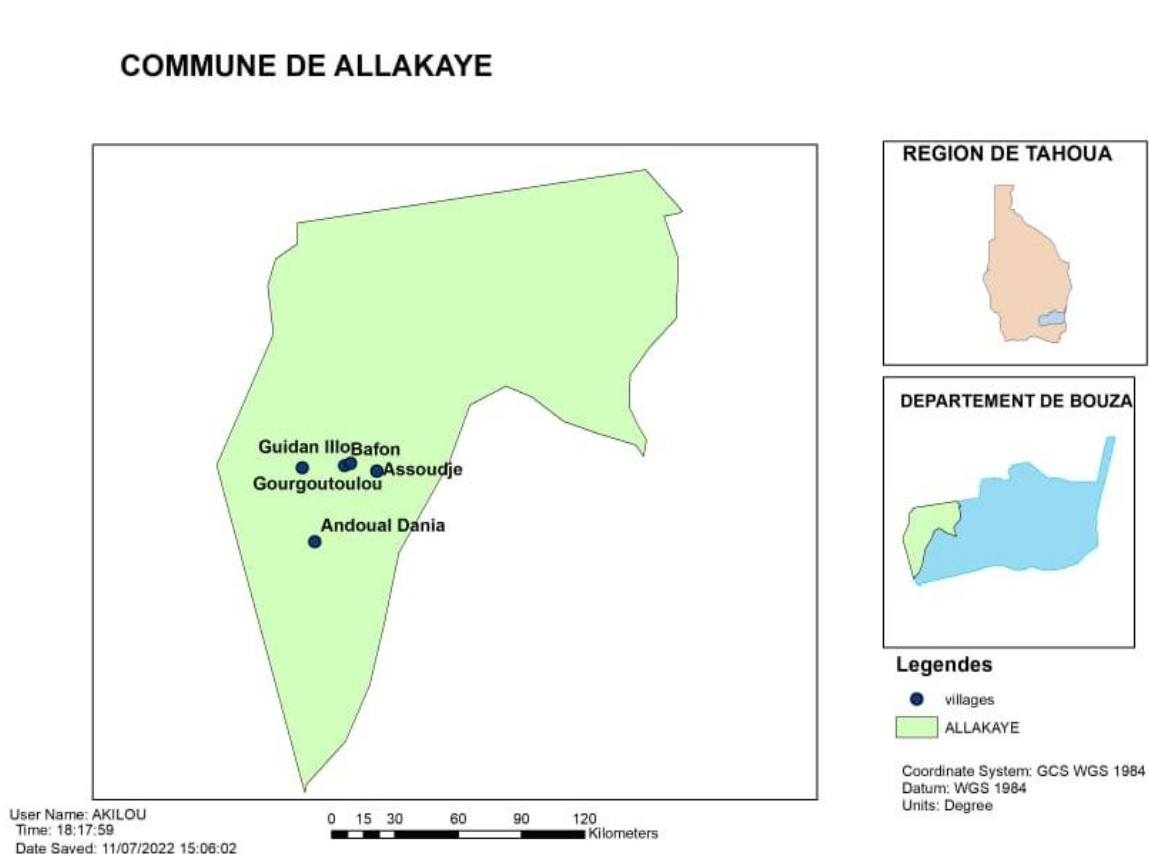 COMMUNE DE ALLAKAYE
REGION DE TAHOUA
DEPARTEMENT DE BOUZA
Guidan Illo
Bafon
Assoudje
Gourgoutoulou
Andoual Dania
Legendes
villages
ALLAKAYE
Coordinate System: GCS WGS 1984
Datum: WGS 1984
Units: Degree
User Name: AKILOU
Time: 18:17:59
Date Saved: 11/07/2022 15:06:02
0 15 30 60 90 120
Kilometers